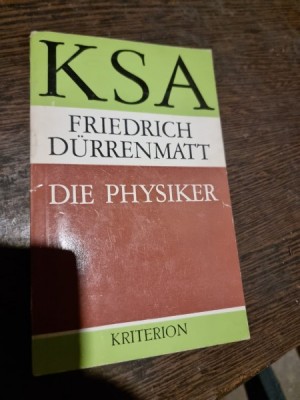 KSA
FRIEDRICH
DÜRRENMATT
DIE PHYSIKER
KRITERION